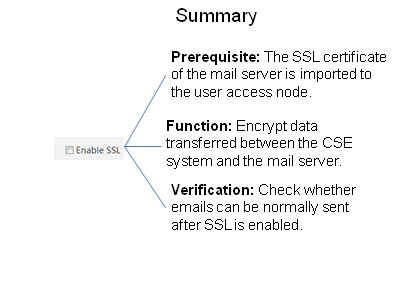 Summary
Prerequisite: The SSL certificate
of the mail server is imported to
the user access node.
Function: Encrypt data
transferred between the CSE
system and the mail server.
Enable SSL
Verification: Check whether
emails can be normally sent
after SSL is enabled.